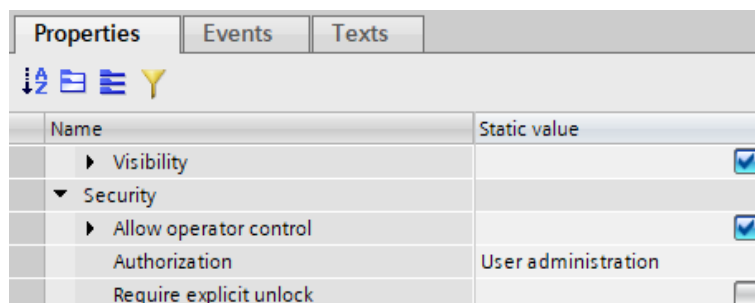 Properties Events Texts
Name Static value
Visibility
Security
Allow operator control
Authorization User administration
Require explicit unlock